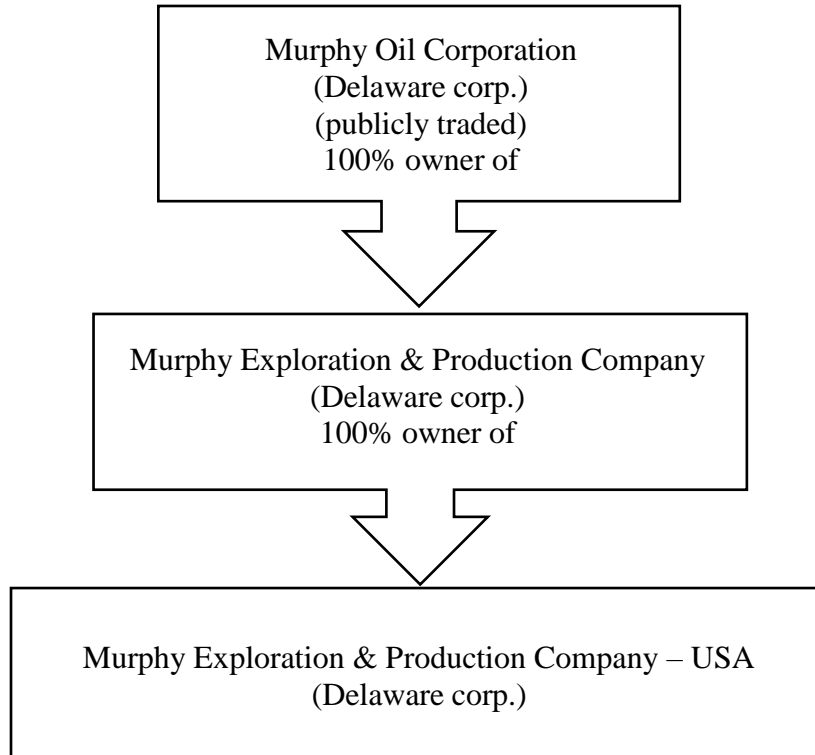 Murphy Oil Corporation
(Delaware corp.)
(publicly traded)
100% owner of
Murphy Exploration & Production Company
(Delaware corp.)
100% owner of
Murphy Exploration & Production Company – USA
(Delaware corp.)